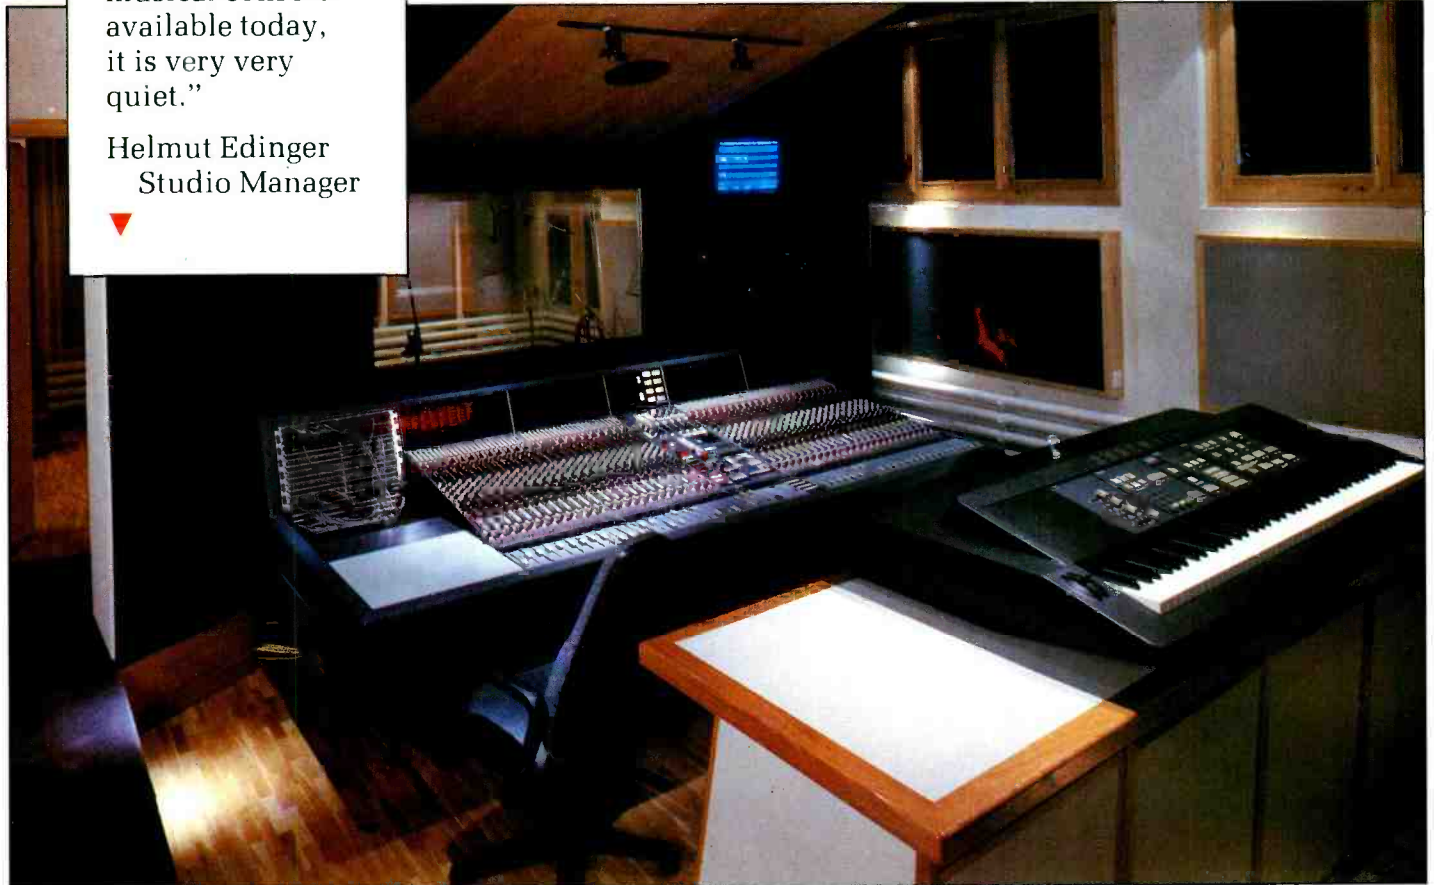 available today,
it is very very
quiet.”
Helmut Edinger
Studio Manager